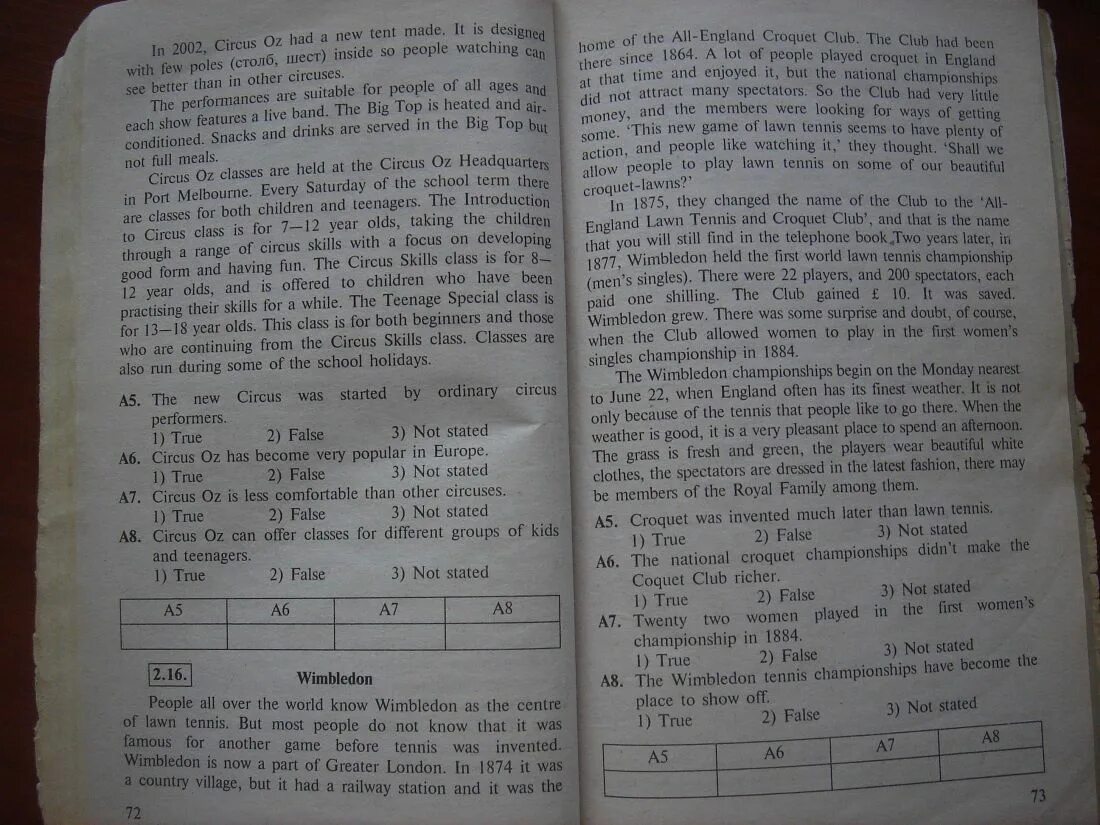 In 2002, Circus Oz had a new tent made. It is designed
with few poles (столб, шест) inside so people watching can
see better than in other circuses.
The performances are suitable for people of all ages and
each show features a live band. The Big Top is heated and air-
conditioned. Snacks and drinks are served in the Big Top but
not full meals.
Circus Oz classes are held at the Circus Oz Headquarters
in Port Melbourne. Every Saturday of the school term there
are classes for both children and teenagers. The Introduction
to Circus class is for 7—12 year olds, taking the children
through a range of circus skills with a focus on developing
good form and having fun. The Circus Skills class is for 8—
12 year olds, and is offered to children who have been
practising their skills for a while. The Teenage Special class is
for 13—18 year olds. This class is for both beginners and those
who are continuing from the Circus Skills class. Classes are
also run during some of the school holidays.
A5. The new Circus was started by ordinary circus
performers.
1) True 2) False 3) Not stated
A6. Circus Oz has become very popular in Europe.
1) True 2) False 3) Not stated
A7. Circus Oz is less comfortable than other circuses.
1) True 2) False 3) Not stated
A8. Circus Oz can offer classes for different groups of kids
and teenagers.
1) True 2) False 3) Not stated
A5 A6 A7 A8
2.16. Wimbledon
People all over the world know Wimbledon as the centre
of lawn tennis. But most people do not know that it was
famous for another game before tennis was invented.
Wimbledon is now a part of Greater London. In 1874 it was
a country village, but it had a railway station and it was the
72
home of the All-England Croquet Club. The Club had been
there since 1864. A lot of people played croquet in England
at that time and enjoyed it, but the national championships
did not attract many spectators. So the Club had very little
money, and the members were looking for ways of getting
some. ‘This new game of lawn tennis seems to have plenty of
action, and people like watching it,’ they thought. ‘Shall we
allow people to play lawn tennis on some of our beautiful
croquet-lawns?’
In 1875, they changed the name of the Club to the ‘All-
England Lawn Tennis and Croquet Club’, and that is the name
that you will still find in the telephone book. Two years later, in
1877, Wimbledon held the first world lawn tennis championship
(men’s singles). There were 22 players, and 200 spectators, each
paid one shilling. The Club gained £ 10. It was saved.
Wimbledon grew. There was some surprise and doubt, of course,
when the Club allowed women to play in the first women’s
singles championship in 1884.
The Wimbledon championships begin on the Monday nearest
to June 22, when England often has its finest weather. It is not
only because of the tennis that people like to go there. When the
weather is good, it is a very pleasant place to spend an afternoon.
The grass is fresh and green, the players wear beautiful white
clothes, the spectators are dressed in the latest fashion, there may
be members of the Royal Family among them.
A5. Croquet was invented much later than lawn tennis.
1) True 2) False 3) Not stated
A6. The national croquet championships didn’t make the
Coquet Club richer.
1) True 2) False 3) Not stated
A7. Twenty two women played in the first women’s
championship in 1884.
1) True 2) False 3) Not stated
A8. The Wimbledon tennis championships have become the
place to show off.
1) True 2) False 3) Not stated
A5 A6 A7 A8
73